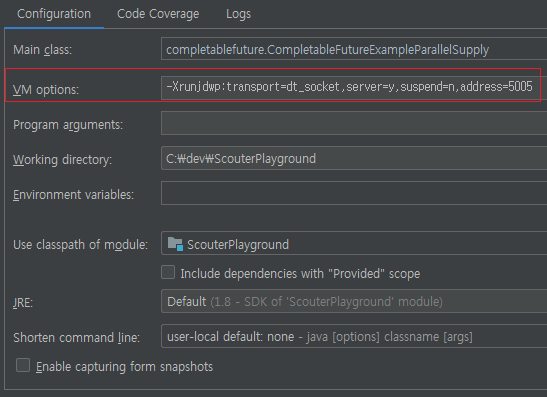 Configuration Code Coverage Logs
Main class: completablefuture.CompletableFutureExampleParallelSupply
VM options: -Xrunjdwp:transport=dt_socket,server=y,suspend=n,address=5005
Program arguments:
Working directory: C:₩dev₩ScouterPlayground
Environment variables:
Use classpath of module: ScouterPlayground
Include dependencies with "Provided" scope
JRE: Default (1.8 - SDK of 'ScouterPlayground' module)
Shorten command line: user-local default: none - java [options] classname [args]
Enable capturing form snapshots